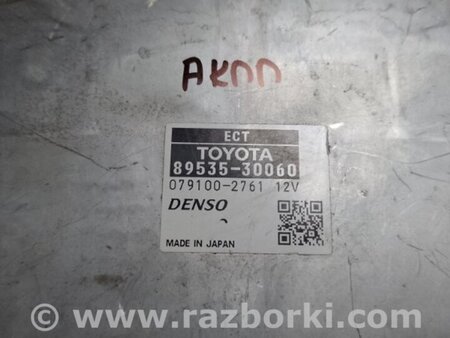 АКПП
ECT
TOYOTA
89535-30060
079100-2761 12V
DENSO
MADE IN JAPAN
www.razborki.com